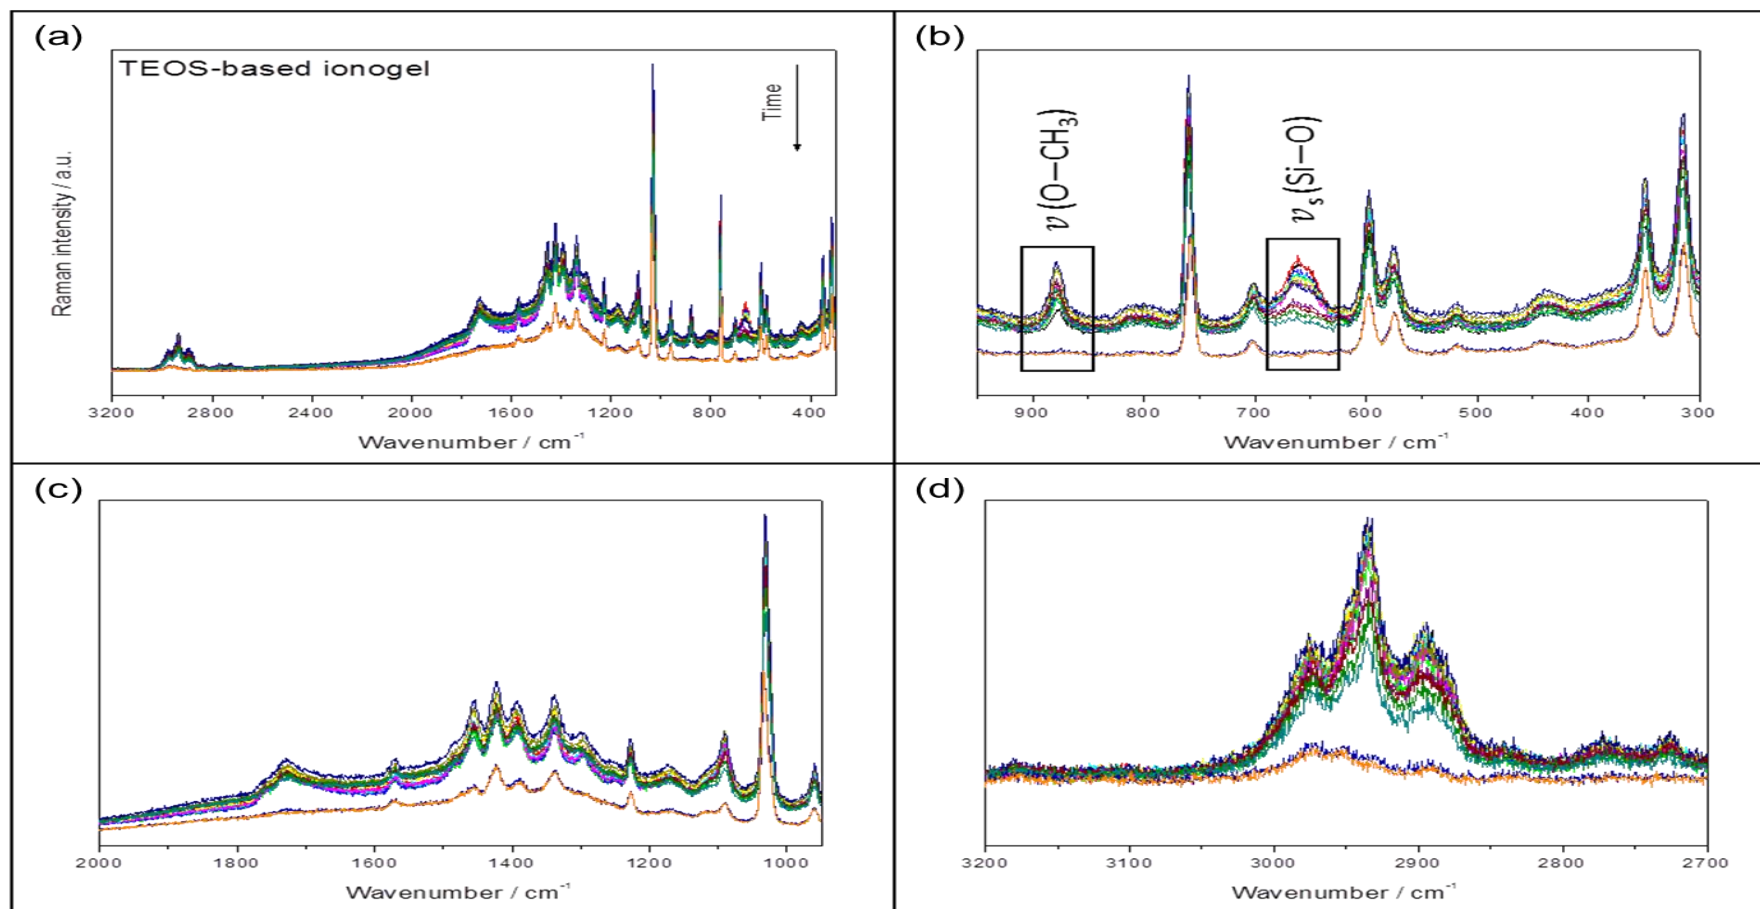 (a)
TEOS-based ionogel
Time
Raman intensity / a.u.
3200 2800 2400 2000 1600 1200 800 400
Wavenumber / cm⁻¹
(b)
ν(O−CH₃)
νₛ(Si−O)
900 800 700 600 500 400 300
Wavenumber / cm⁻¹
(c)
2000 1800 1600 1400 1200 1000
Wavenumber / cm⁻¹
(d)
3200 3100 3000 2900 2800 2700
Wavenumber / cm⁻¹